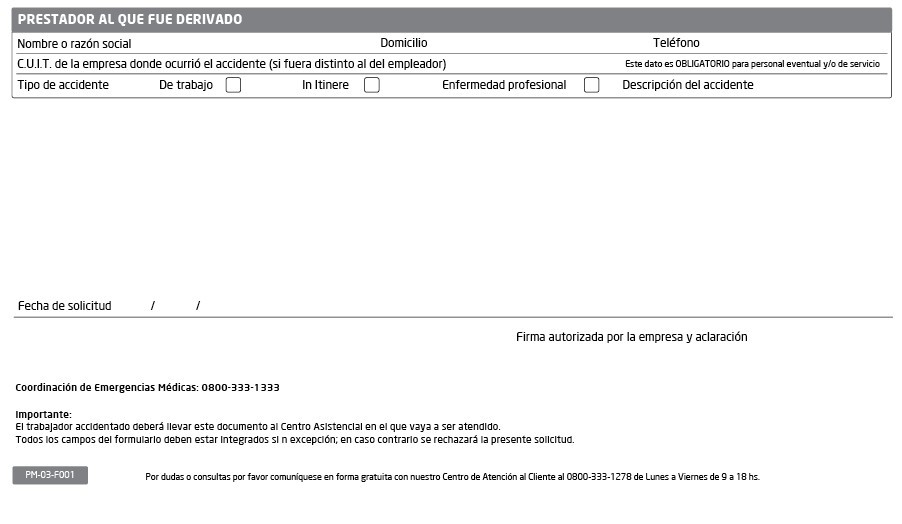 PRESTADOR AL QUE FUE DERIVADO
Nombre o razón social Domicilio Teléfono
C.U.I.T. de la empresa donde ocurrió el accidente (si fuera distinto al del empleador) Este dato es OBLIGATORIO para personal eventual y/o de servicio
Tipo de accidente De trabajo In Itinere Enfermedad profesional Descripción del accidente
Fecha de solicitud / /
Firma autorizada por la empresa y aclaración
Coordinación de Emergencias Médicas: 0800-333-1333
Importante:
El trabajador accidentado deberá llevar este documento al Centro Asistencial en el que vaya a ser atendido.
Todos los campos del formulario deben estar integrados si n excepción; en caso contrario se rechazará la presente solicitud.
PM-03-F001 Por dudas o consultas por favor comuníquese en forma gratuita con nuestro Centro de Atención al Cliente al 0800-333-1278 de Lunes a Viernes de 9 a 18 hs.